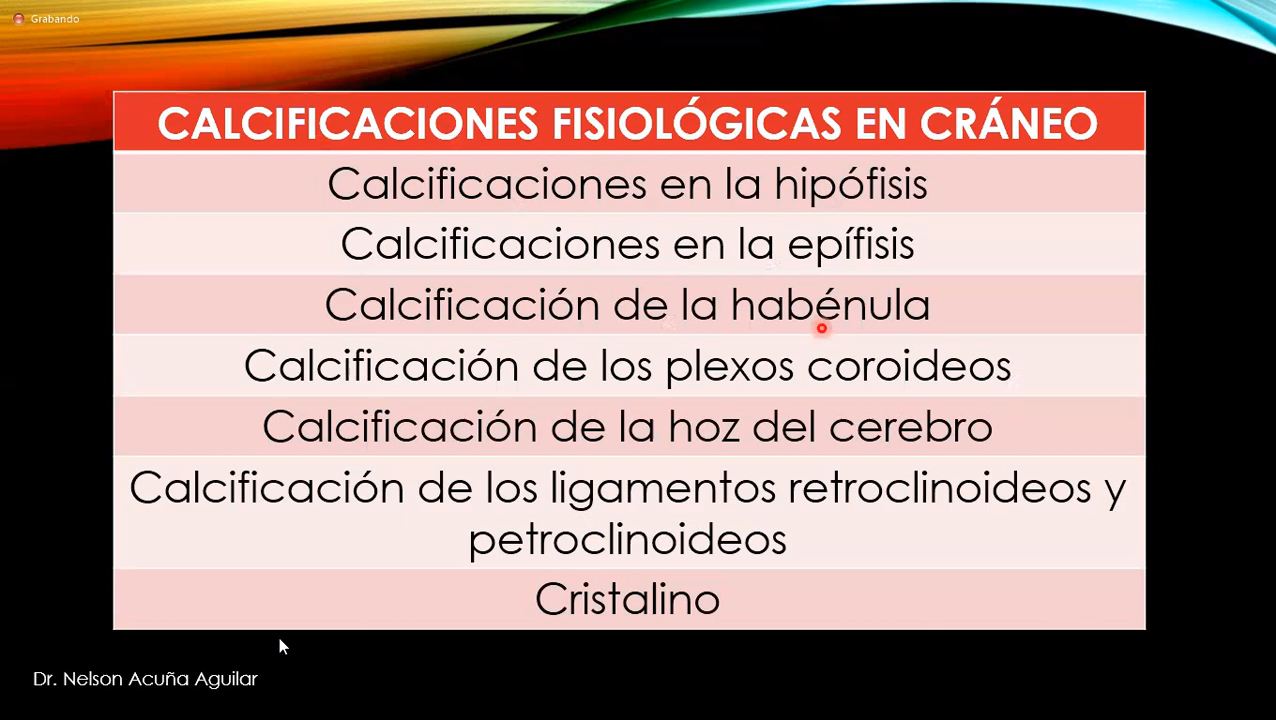 Grabando
CALCIFICACIONES FISIOLÓGICAS EN CRÁNEO
Calcificaciones en la hipófisis
Calcificaciones en la epífisis
Calcificación de la habénula
Calcificación de los plexos coroideos
Calcificación de la hoz del cerebro
Calcificación de los ligamentos retroclinoideos y
petroclinoideos
Cristalino
Dr. Nelson Acuña Aguilar